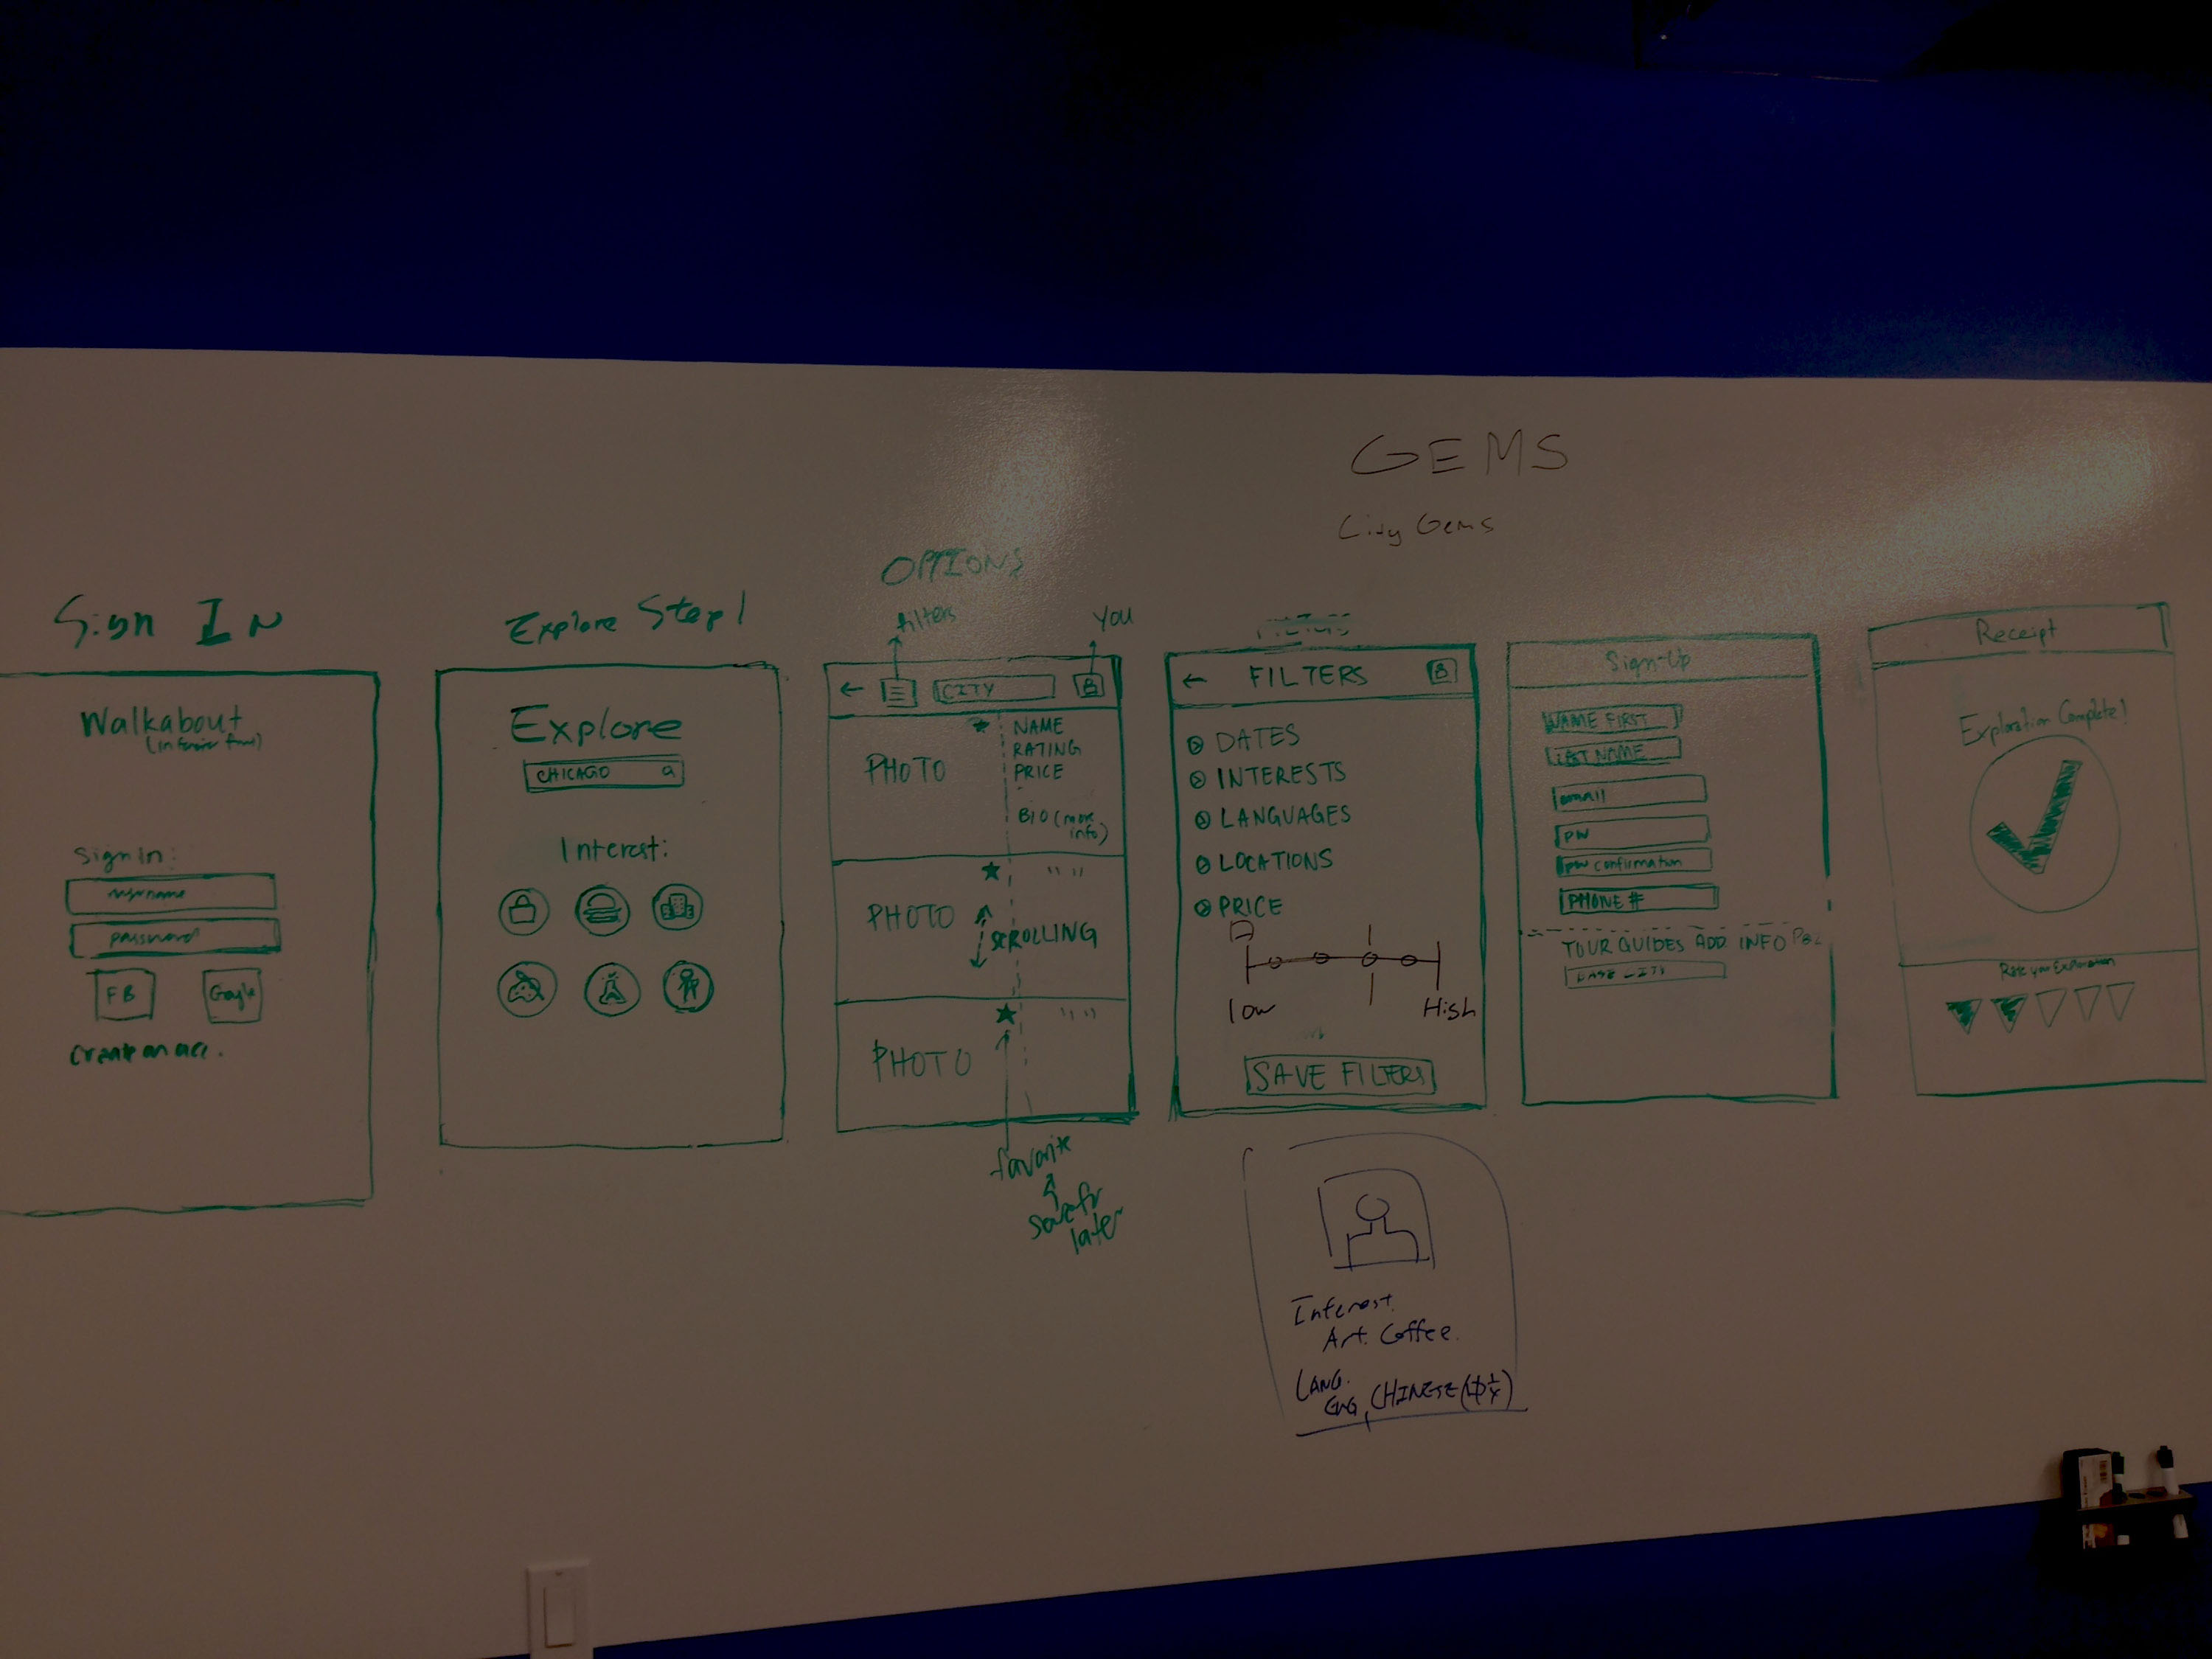 GEMS
City Gems
Sign In
Walkabout
Sign In:
username
password
FB
Google
Create an acc.
Explore Step 1
Explore
CHICAGO
Interest:
OPTIONS
filters
You
CITY
PHOTO
NAME
RATING
PRICE
BIO (more info)
PHOTO
" "
SCROLLING
PHOTO
" "
favorite
save fr later
FILTERS
FILTERS
DATES
INTERESTS
LANGUAGES
LOCATIONS
PRICE
low
High
SAVE FILTERS
Interest.
Art. Coffee.
LANG.
ENG, CHINESE (中文)
Sign-Up
NAME FIRST
LAST NAME
email
pw
pw confirmation
PHONE #
TOUR GUIDES ADD. INFO
Receipt
Exploration Complete!
Rate your Exploration